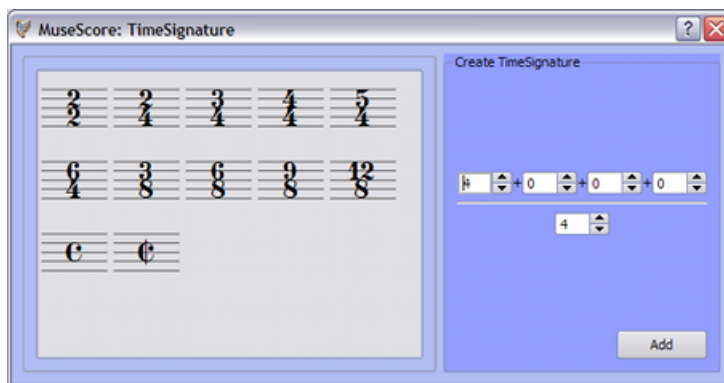 MuseScore: TimeSignature
Create TimeSignature
2 2 3 4 5
2 4 4 4 4
6 3 6 9 12
4 8 8 8 8
4 + 0 + 0 + 0
4
Add